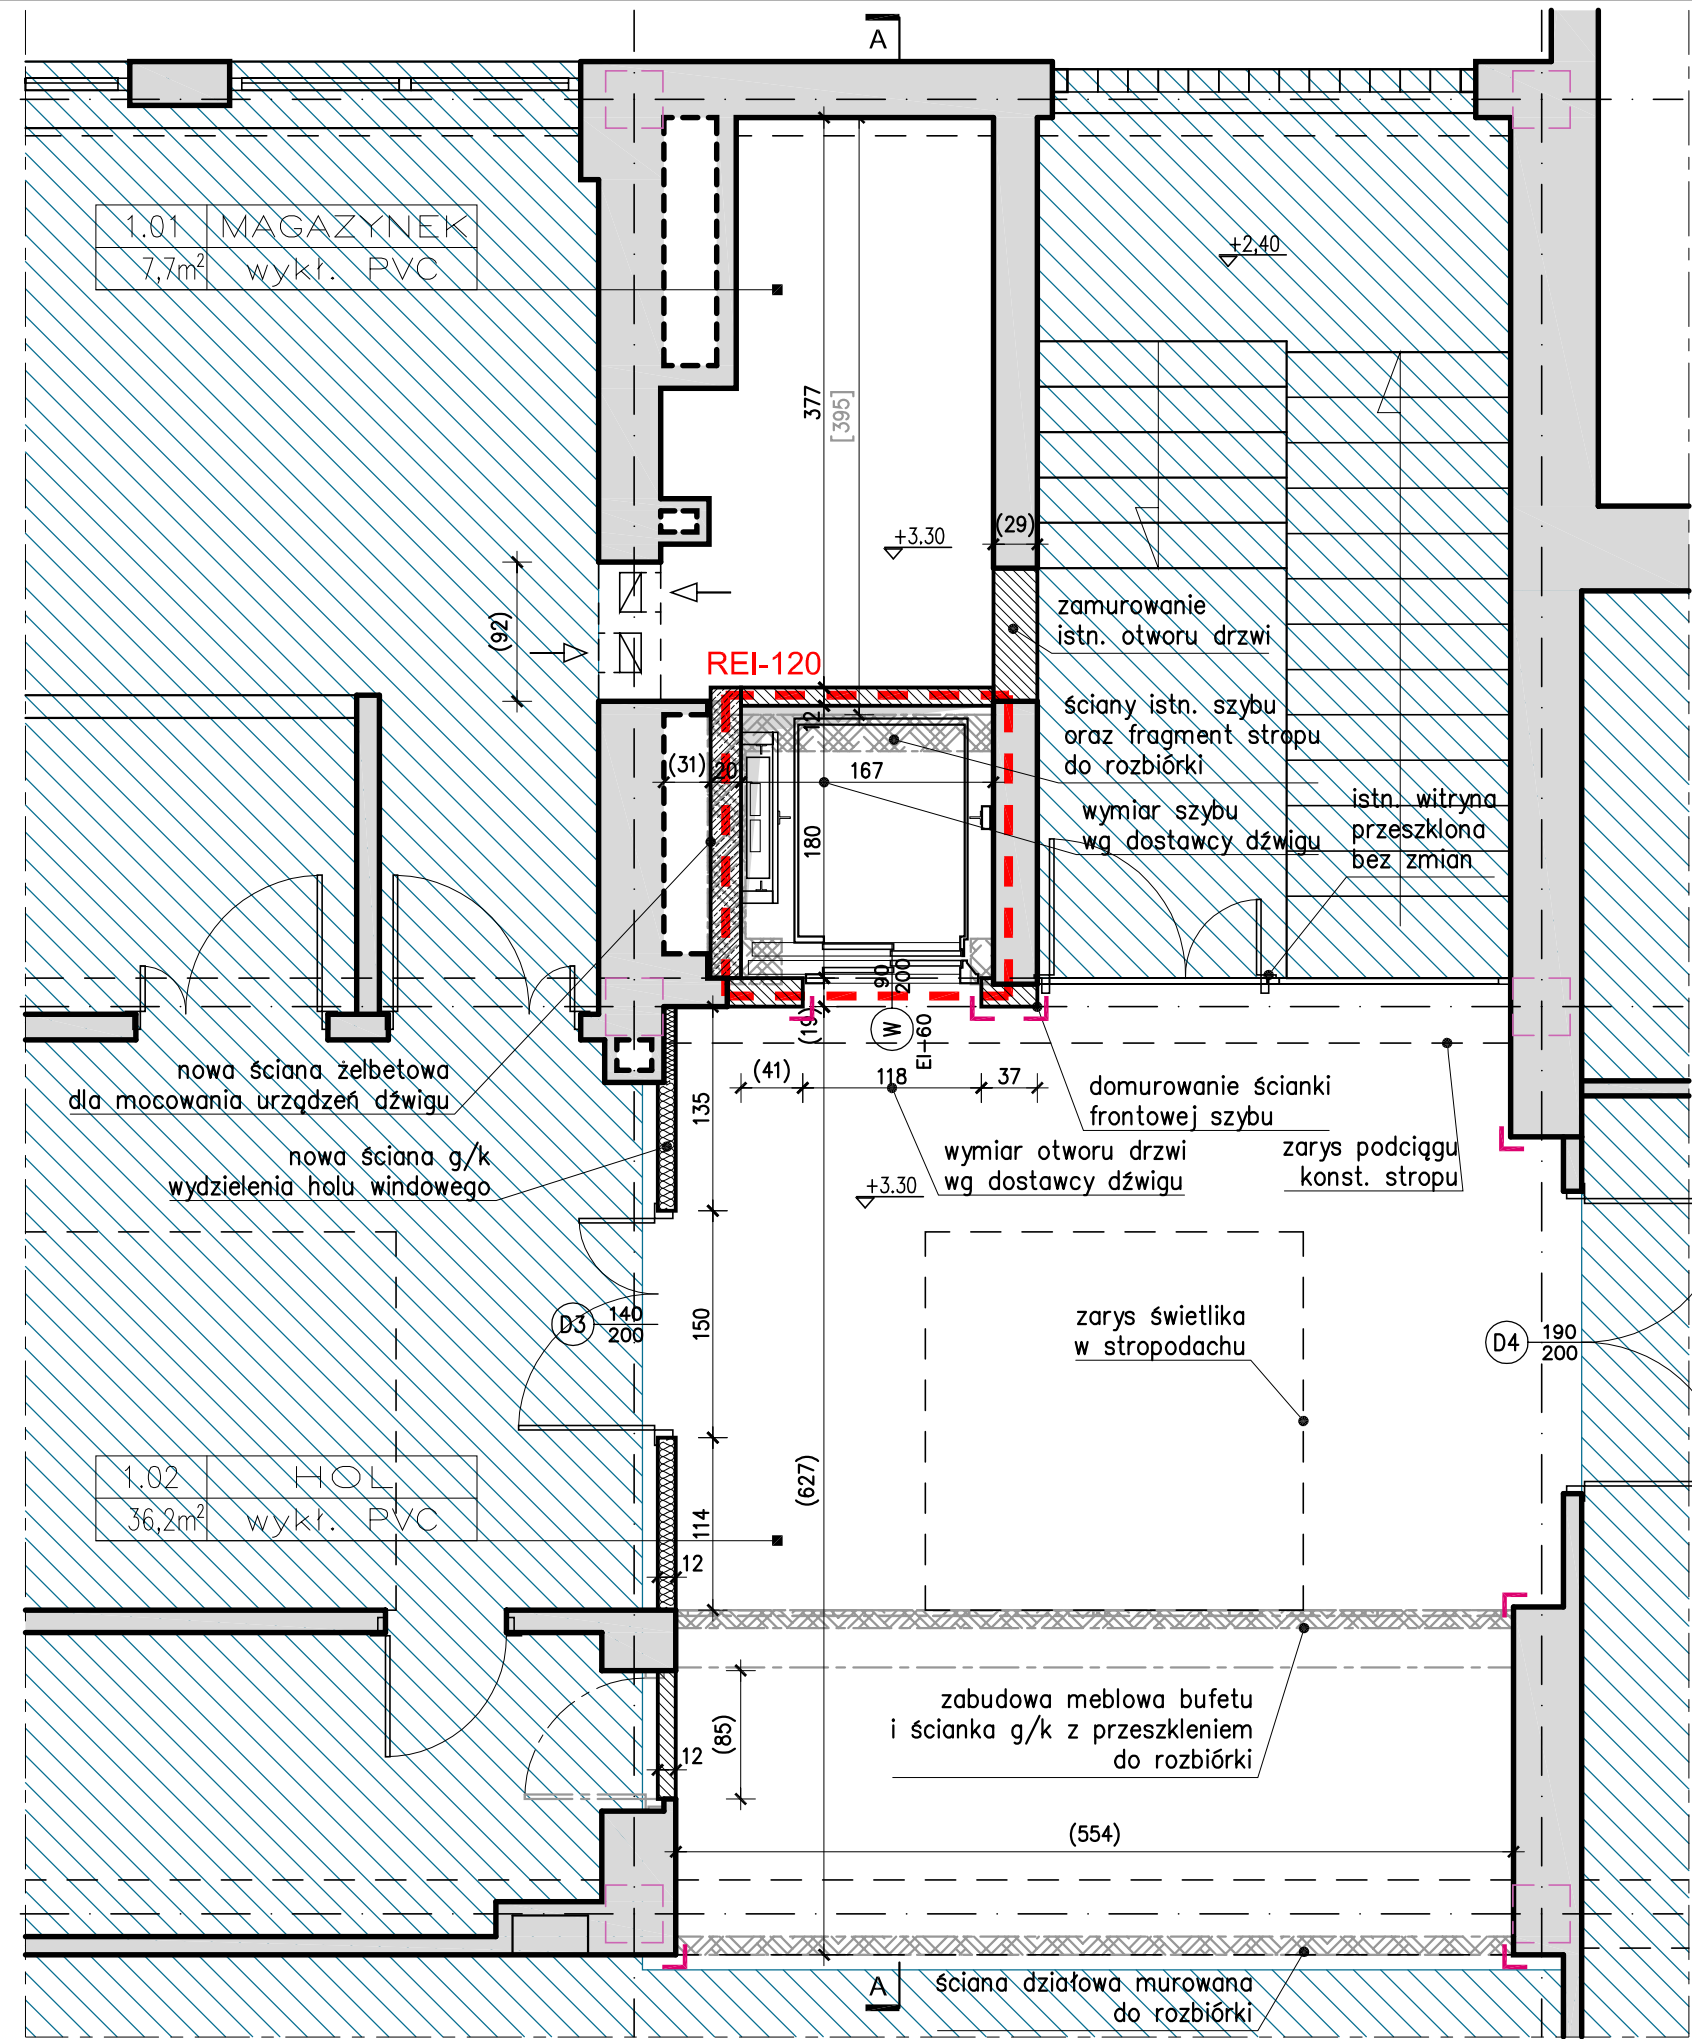 A
1.01 MAGAZYNEK
7,7m² wykł. PVC
+2,40
377
[395]
+3,30
(29)
(92)
zamurowanie
istn. otworu drzwi
REI-120
ściany istn. szybu
oraz fragment stropu
do rozbiórki
12
(31)
20
167
180
wymiar szybu
wg dostawcy dźwigu
istn. witryna
przeszklona
bez zmian
90
200
W
EI-60
(19)
(41)
118
37
nowa ściana żelbetowa
dla mocowania urządzeń dźwigu
135
domurowanie ścianki
frontowej szybu
nowa ściana g/k
wydzielenia holu windowego
wymiar otworu drzwi
wg dostawcy dźwigu
zarys podciągu
konst. stropu
+3.30
D3
140
200
150
zarys świetlika
w stropodachu
D4
190
200
1.02 HOL
36,2m² wykł. PVC
(627)
114
12
zabudowa meblowa bufetu
i ścianka g/k z przeszkleniem
do rozbiórki
(85)
12
(554)
A
ściana działowa murowana
do rozbiórki